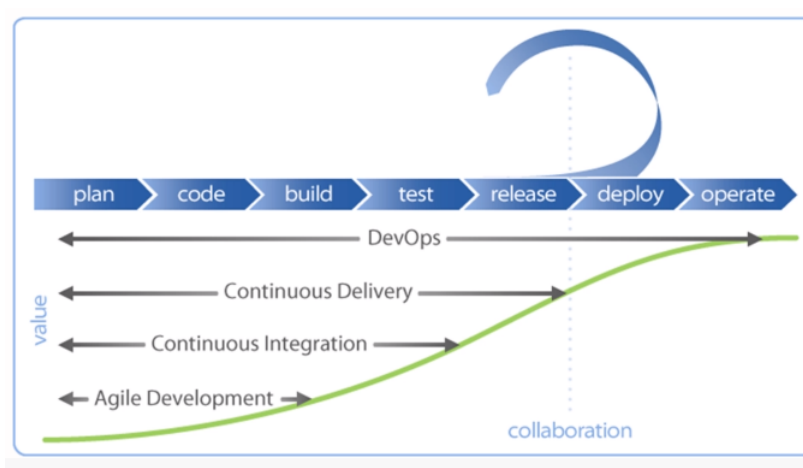 plan code build test release deploy operate
DevOps
Continuous Delivery
value
Continuous Integration
Agile Development
collaboration